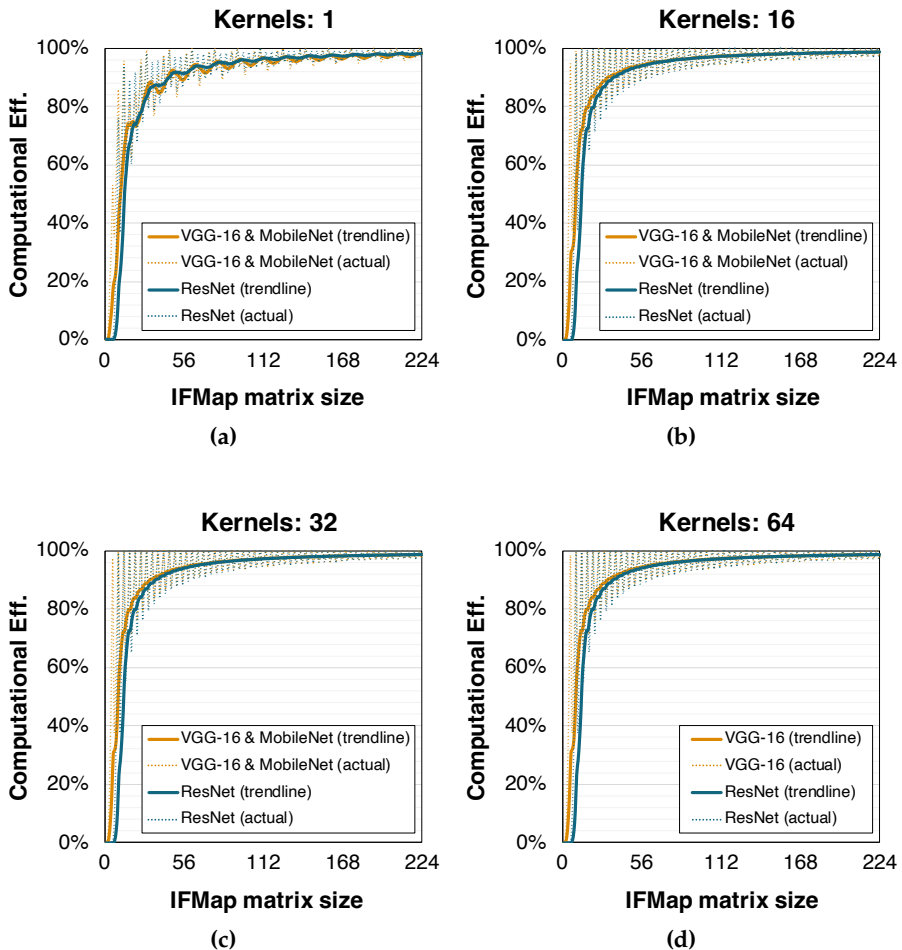 Kernels: 1
Computational Eff.
100%
80%
60%
40%
20%
0%
VGG-16 & MobileNet (trendline)
VGG-16 & MobileNet (actual)
ResNet (trendline)
ResNet (actual)
0 56 112 168 224
IFMap matrix size
(a)
Kernels: 16
Computational Eff.
100%
80%
60%
40%
20%
0%
VGG-16 & MobileNet (trendline)
VGG-16 & MobileNet (actual)
ResNet (trendline)
ResNet (actual)
0 56 112 168 224
IFMap matrix size
(b)
Kernels: 32
Computational Eff.
100%
80%
60%
40%
20%
0%
VGG-16 & MobileNet (trendline)
VGG-16 & MobileNet (actual)
ResNet (trendline)
ResNet (actual)
0 56 112 168 224
IFMap matrix size
(c)
Kernels: 64
Computational Eff.
100%
80%
60%
40%
20%
0%
VGG-16 (trendline)
VGG-16 (actual)
ResNet (trendline)
ResNet (actual)
0 56 112 168 224
IFMap matrix size
(d)